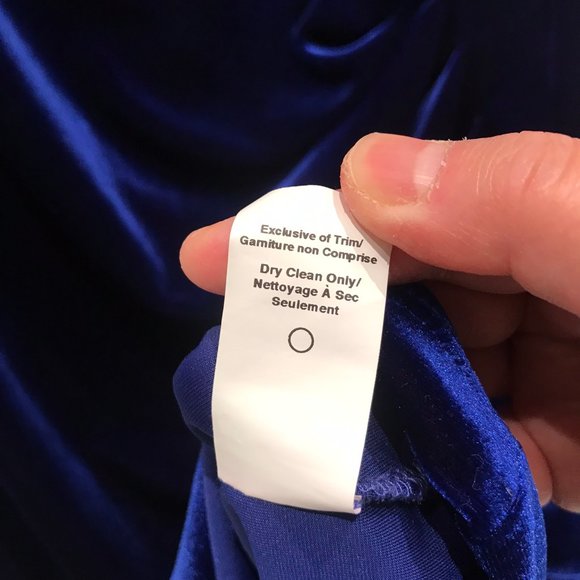 Exclusive of Trim/
Garniture non Comprise
Dry Clean Only/
Nettoyage À Sec
Seulement